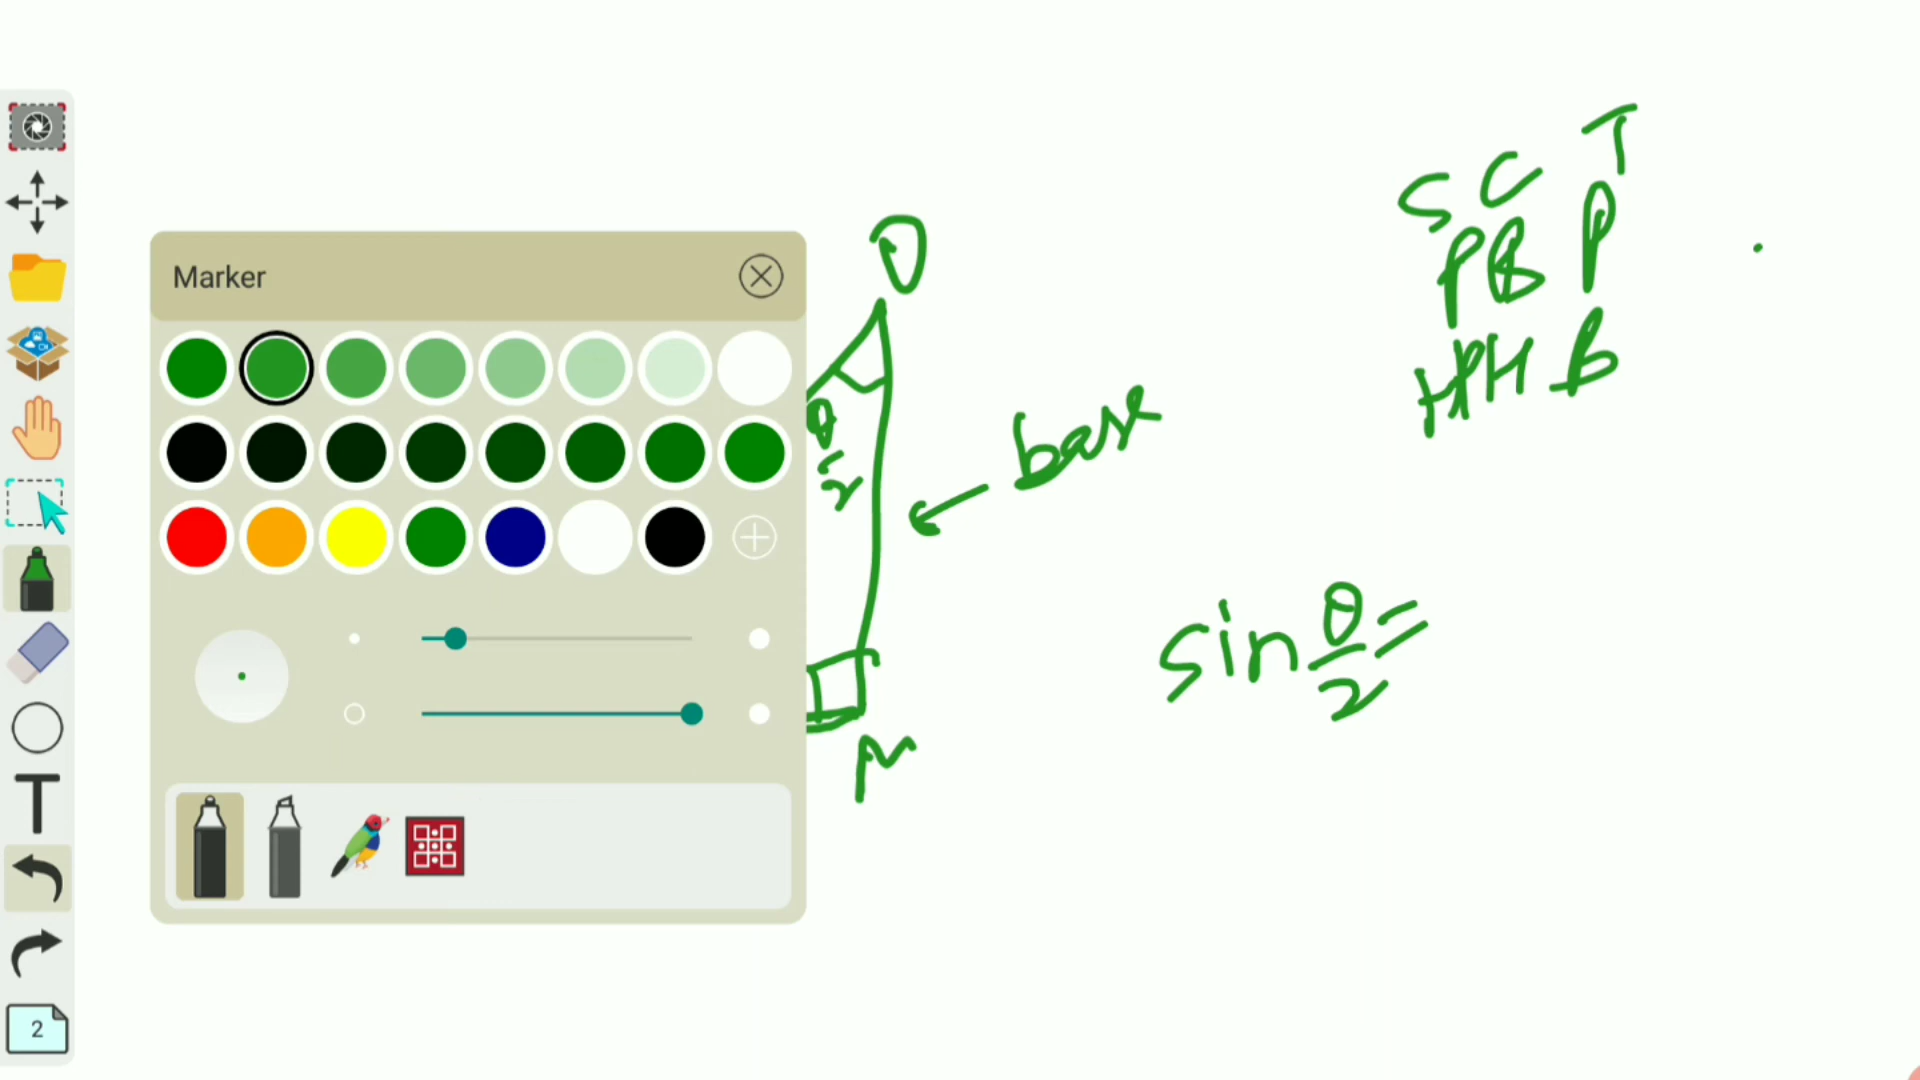 S C T
P B P
H H B
O
Marker
θ
2
base
sin θ =
2
M
2